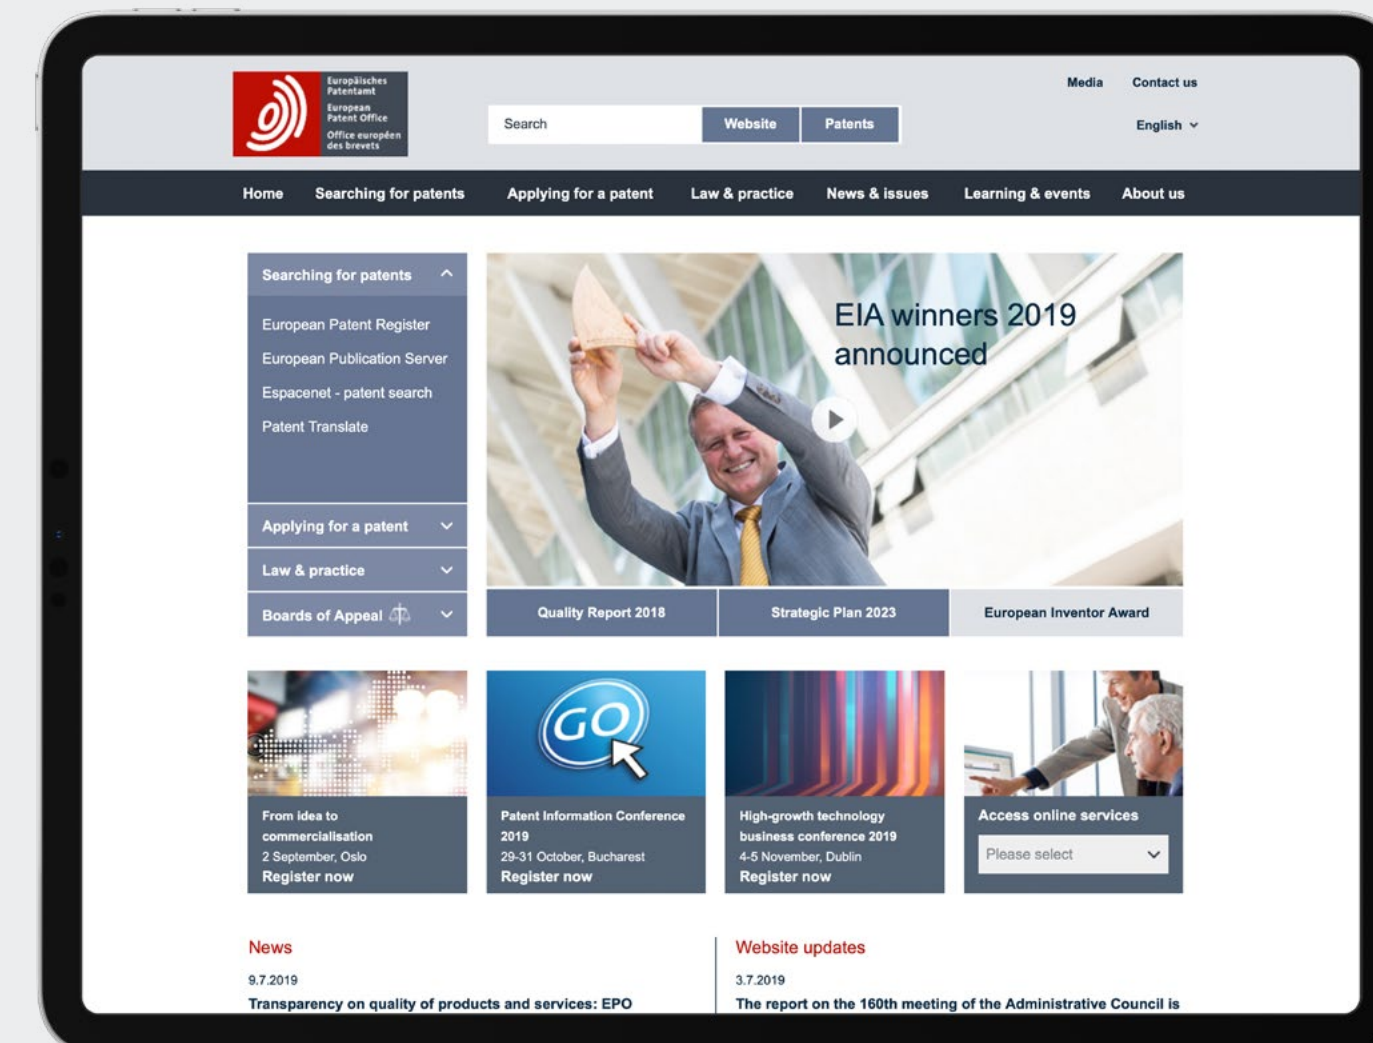 Europäisches
Patentamt
European
Patent Office
Office européen
des brevets
Search
Website
Patents
Media
Contact us
English
Home
Searching for patents
Applying for a patent
Law & practice
News & issues
Learning & events
About us
Searching for patents
European Patent Register
European Publication Server
Espacenet - patent search
Patent Translate
Applying for a patent
Law & practice
Boards of Appeal
EIA winners 2019
announced
Quality Report 2018
Strategic Plan 2023
European Inventor Award
From idea to
commercialisation
2 September, Oslo
Register now
GO
Patent Information Conference
2019
29-31 October, Bucharest
Register now
High-growth technology
business conference 2019
4-5 November, Dublin
Register now
Access online services
Please select
News
9.7.2019
Transparency on quality of products and services: EPO
Website updates
3.7.2019
The report on the 160th meeting of the Administrative Council is